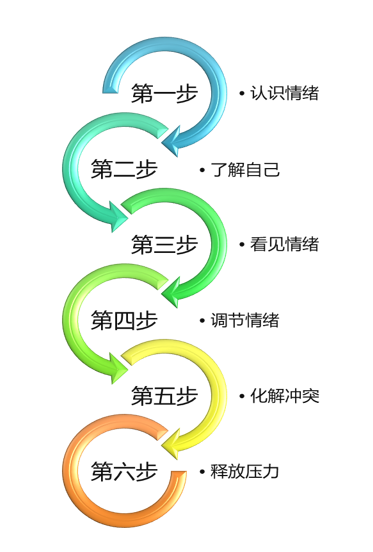 第一步 • 认识情绪
第二步 • 了解自己
第三步 • 看见情绪
第四步 • 调节情绪
第五步 • 化解冲突
第六步 • 释放压力